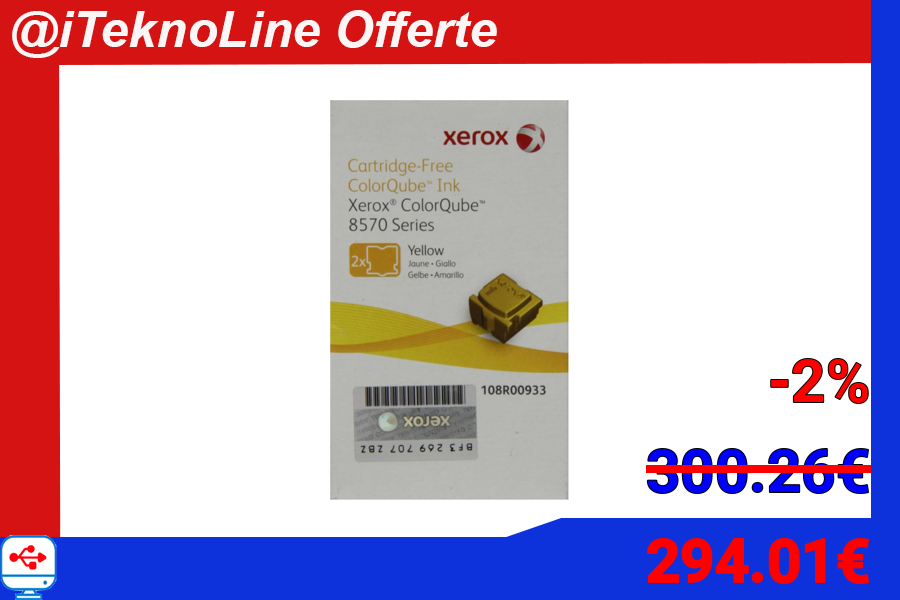 @iTeknoLine Offerte
xerox
Cartridge-Free
ColorQube™ Ink
Xerox® ColorQube™
8570 Series
2x
Yellow
Jaune • Giallo
Gelbe • Amarillo
108R00933
xerox
BF3 269 707 ZBZ
-2%
300.26€
294.01€